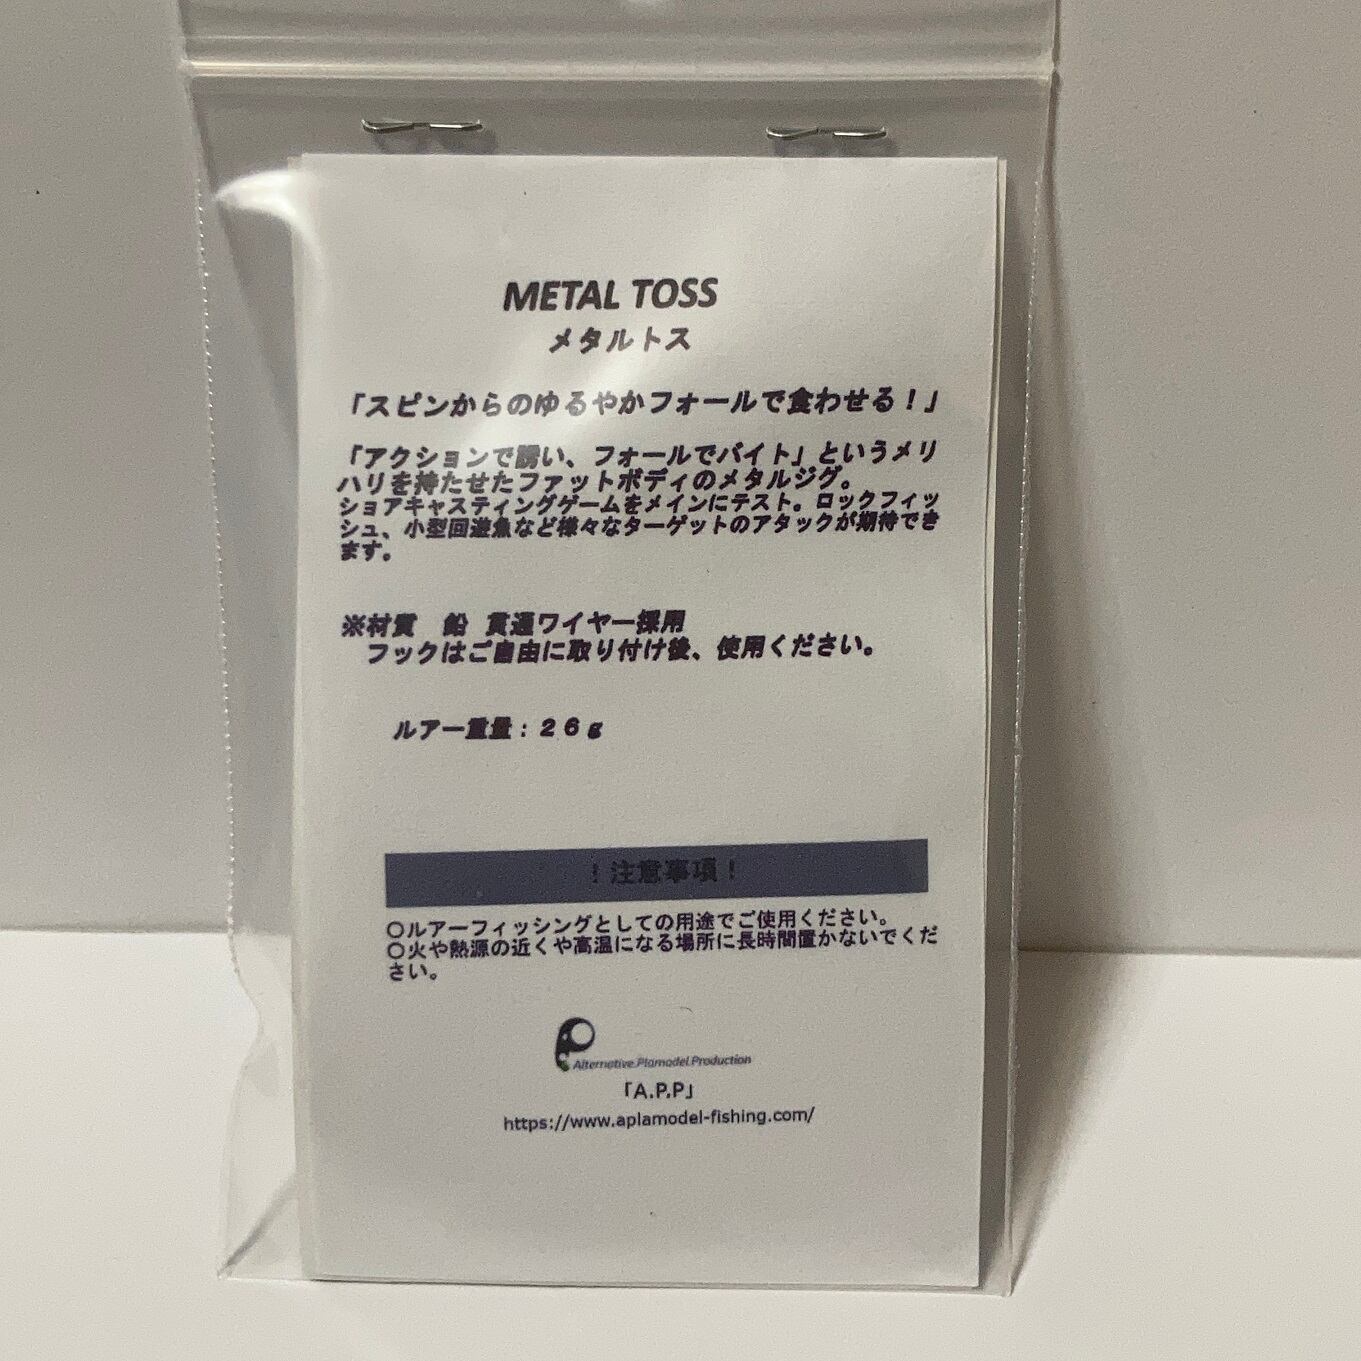 METAL TOSS
メタルトス
「スピンからのゆるやかフォールで食わせる！」
「アクションで誘い、フォールでバイト」というメリ
ハリを持たせたファットボディのメタルジグ。
ショアキャスティングゲームをメインにテスト。ロックフィッ
シュ、小型回遊魚など様々なターゲットのアタックが期待でき
ます。
※材質　鉛 貫通ワイヤー採用
フックはご自由に取り付け後、使用ください。
ルアー重量：２６ｇ
！注意事項！
○ルアーフィッシングとしての用途でご使用ください。
○火や熱源の近くや高温になる場所に長時間置かないでくだ
さい。
Alternative.Plamodel.Production
「A.P.P」
https://www.aplamodel-fishing.com/